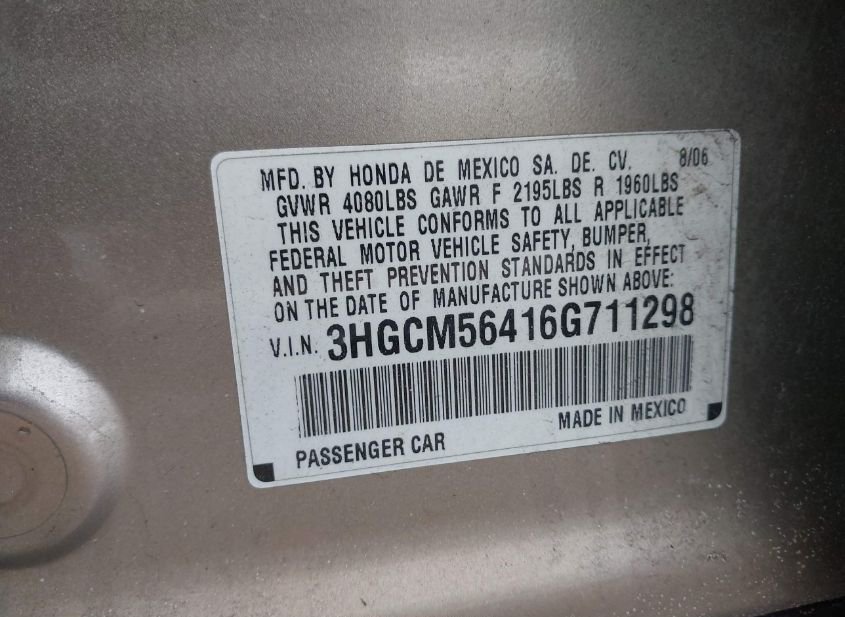 MFD. BY HONDA DE MEXICO SA. DE. CV. 8/06
GVWR 4080LBS GAWR F 2195LBS R 1960LBS
THIS VEHICLE CONFORMS TO ALL APPLICABLE
FEDERAL MOTOR VEHICLE SAFETY, BUMPER,
AND THEFT PREVENTION STANDARDS IN EFFECT
ON THE DATE OF MANUFACTURE SHOWN ABOVE:
V.I.N. 3HGCM56416G711298
PASSENGER CAR MADE IN MEXICO